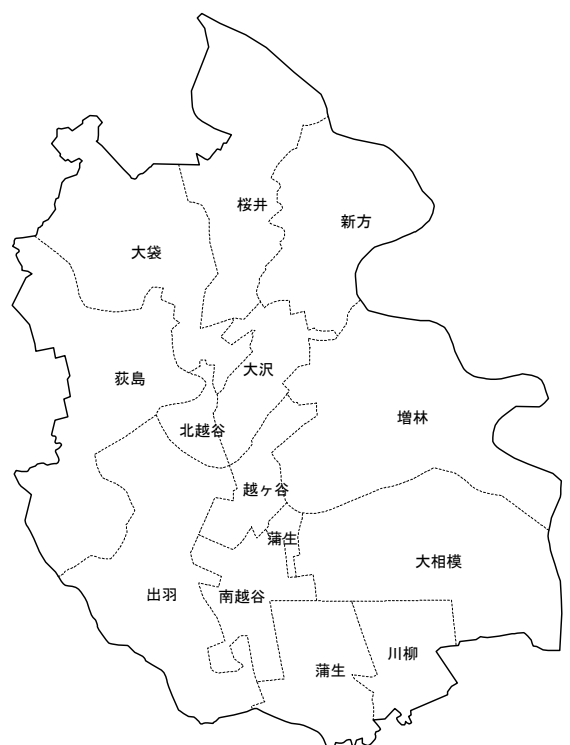 桜井
新方
大袋
大沢
荻島
増林
北越谷
越ヶ谷
蒲生
大相模
出羽
南越谷
川柳
蒲生